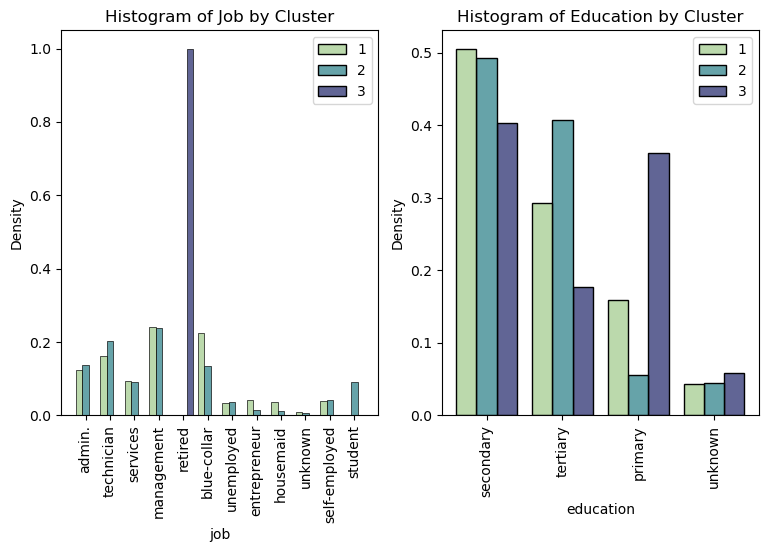 Histogram of Job by Cluster
1.0
0.8
0.6
0.4
0.2
0.0
Density
1
2
3
admin.
technician
services
management
retired
blue-collar
unemployed
entrepreneur
housemaid
unknown
self-employed
student
job
Histogram of Education by Cluster
0.5
0.4
0.3
0.2
0.1
0.0
Density
1
2
3
secondary
tertiary
primary
unknown
education